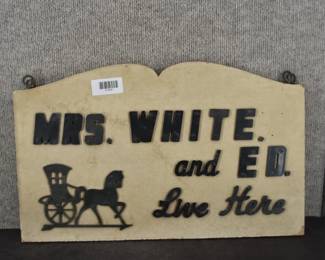 MRS. WHITE.
and ED.
Live Here